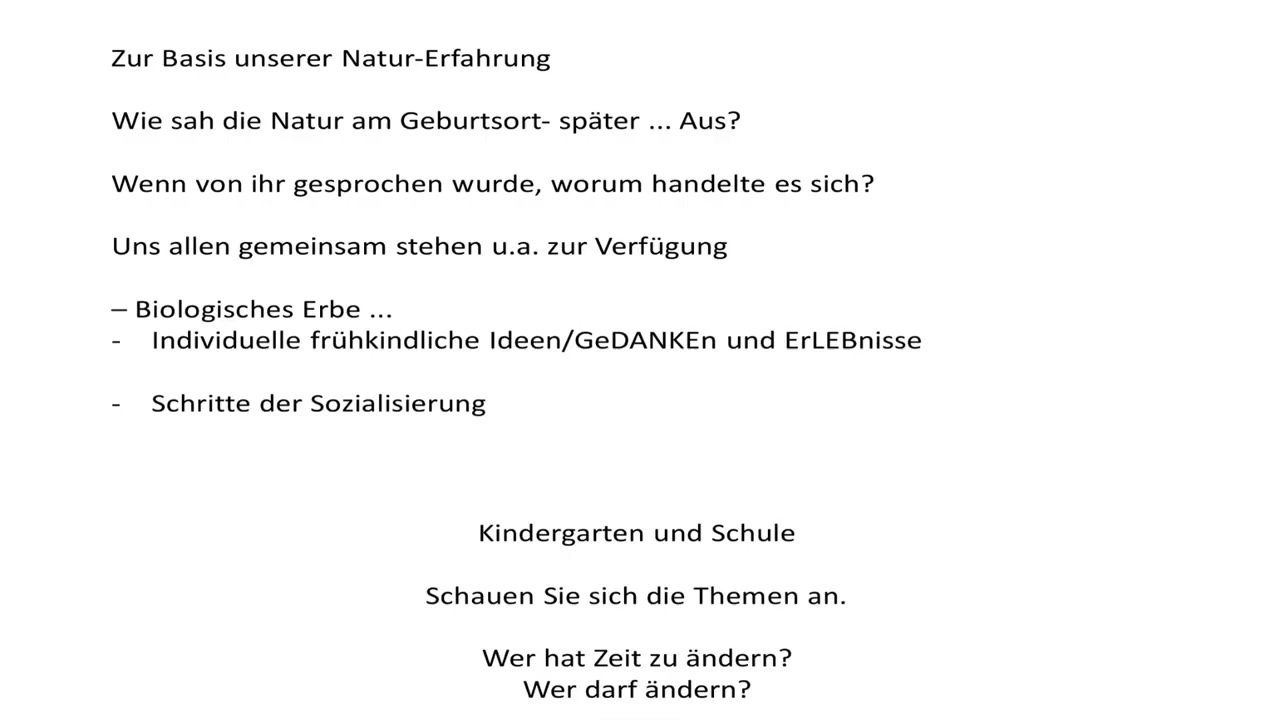 Zur Basis unserer Natur-Erfahrung
Wie sah die Natur am Geburtsort- später ... Aus?
Wenn von ihr gesprochen wurde, worum handelte es sich?
Uns allen gemeinsam stehen u.a. zur Verfügung
– Biologisches Erbe ...
- Individuelle frühkindliche Ideen/GeDANKEn und ErLEBnisse
- Schritte der Sozialisierung
Kindergarten und Schule
Schauen Sie sich die Themen an.
Wer hat Zeit zu ändern?
Wer darf ändern?